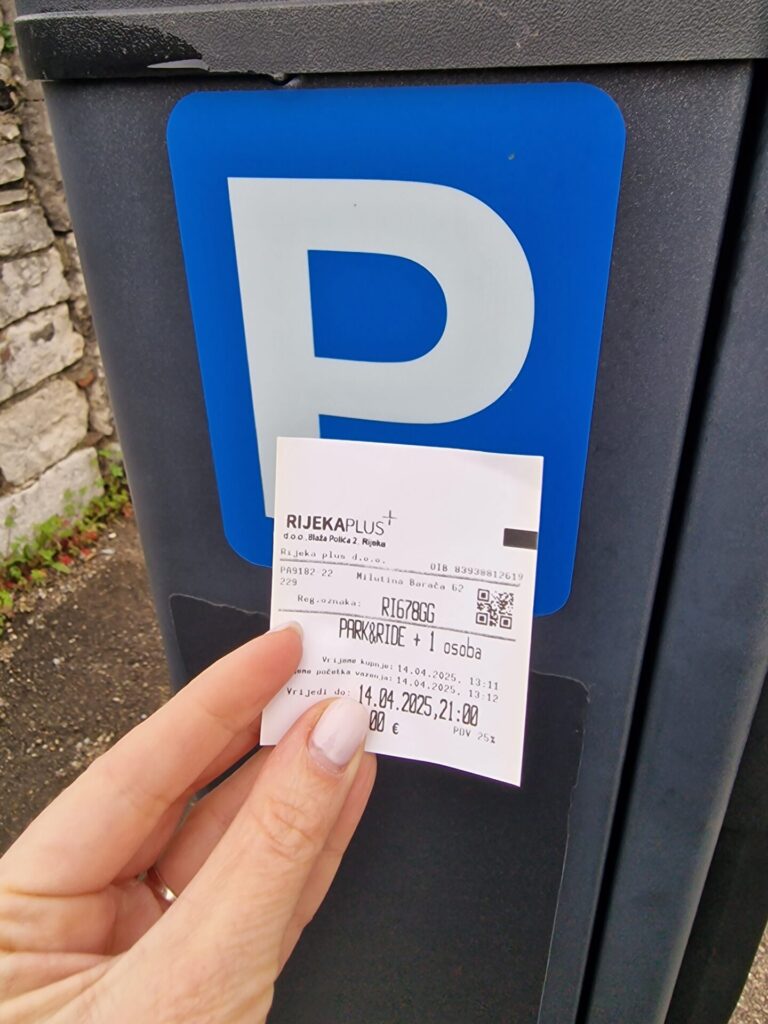 P
RIJEKAPLUS+
d.o.o. Blaža Polića 2, Rijeka
Rijeka plus d.o.o. OIB 83938812619
PA9182-22 Milutina Barača 62
229
Reg.oznaka: RI678GG
PARK&RIDE + 1 osoba
Vrijeme kupnje: 14.04.2025, 13:11
početka važenja: 14.04.2025, 13:12
Vrijedi do: 14.04.2025,21:00
00 € PDV 25%